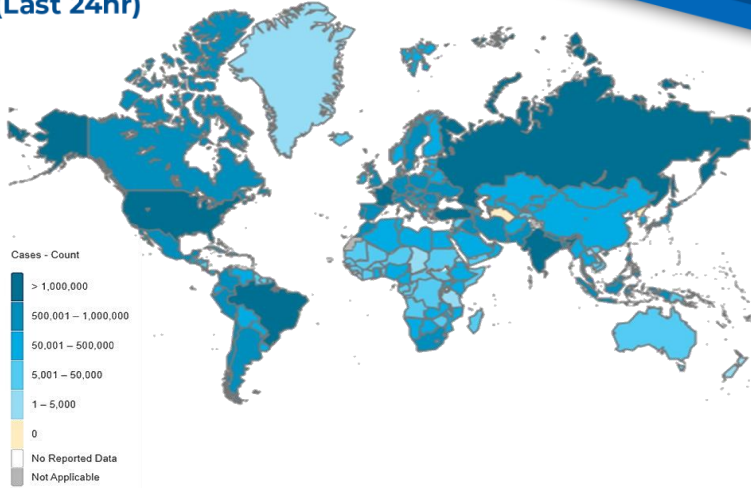 (Last 24hr)
Cases - Count
> 1,000,000
500,001 – 1,000,000
50,001 – 500,000
5,001 – 50,000
1 – 5,000
0
No Reported Data
Not Applicable